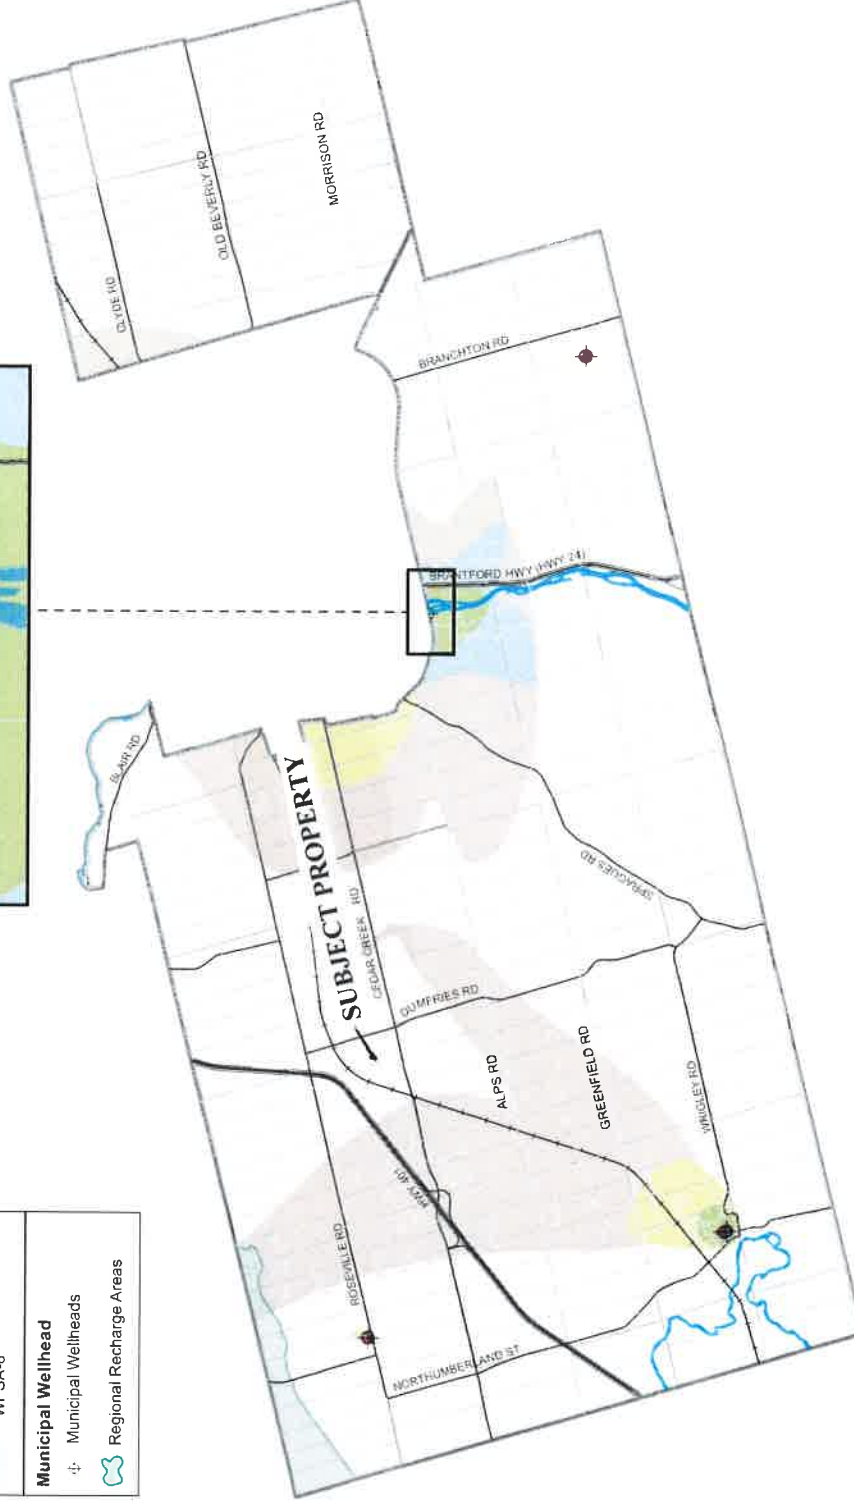 CLYDE RD
OLD BEVERLY RD
MORRISON RD
BRANCHTON RD
BRANTFORD HWY (HWY 24)
BLAIR RD
SUBJECT PROPERTY
CEDAR CREEK RD
SPRAGUES RD
DUMFRIES RD
ALPS RD
GREENFIELD RD
WRIGLEY RD
HWY 401
ROSEVILLE RD
NORTHUMBERLAND ST
Municipal Wellhead
Municipal Wellheads
Regional Recharge Areas